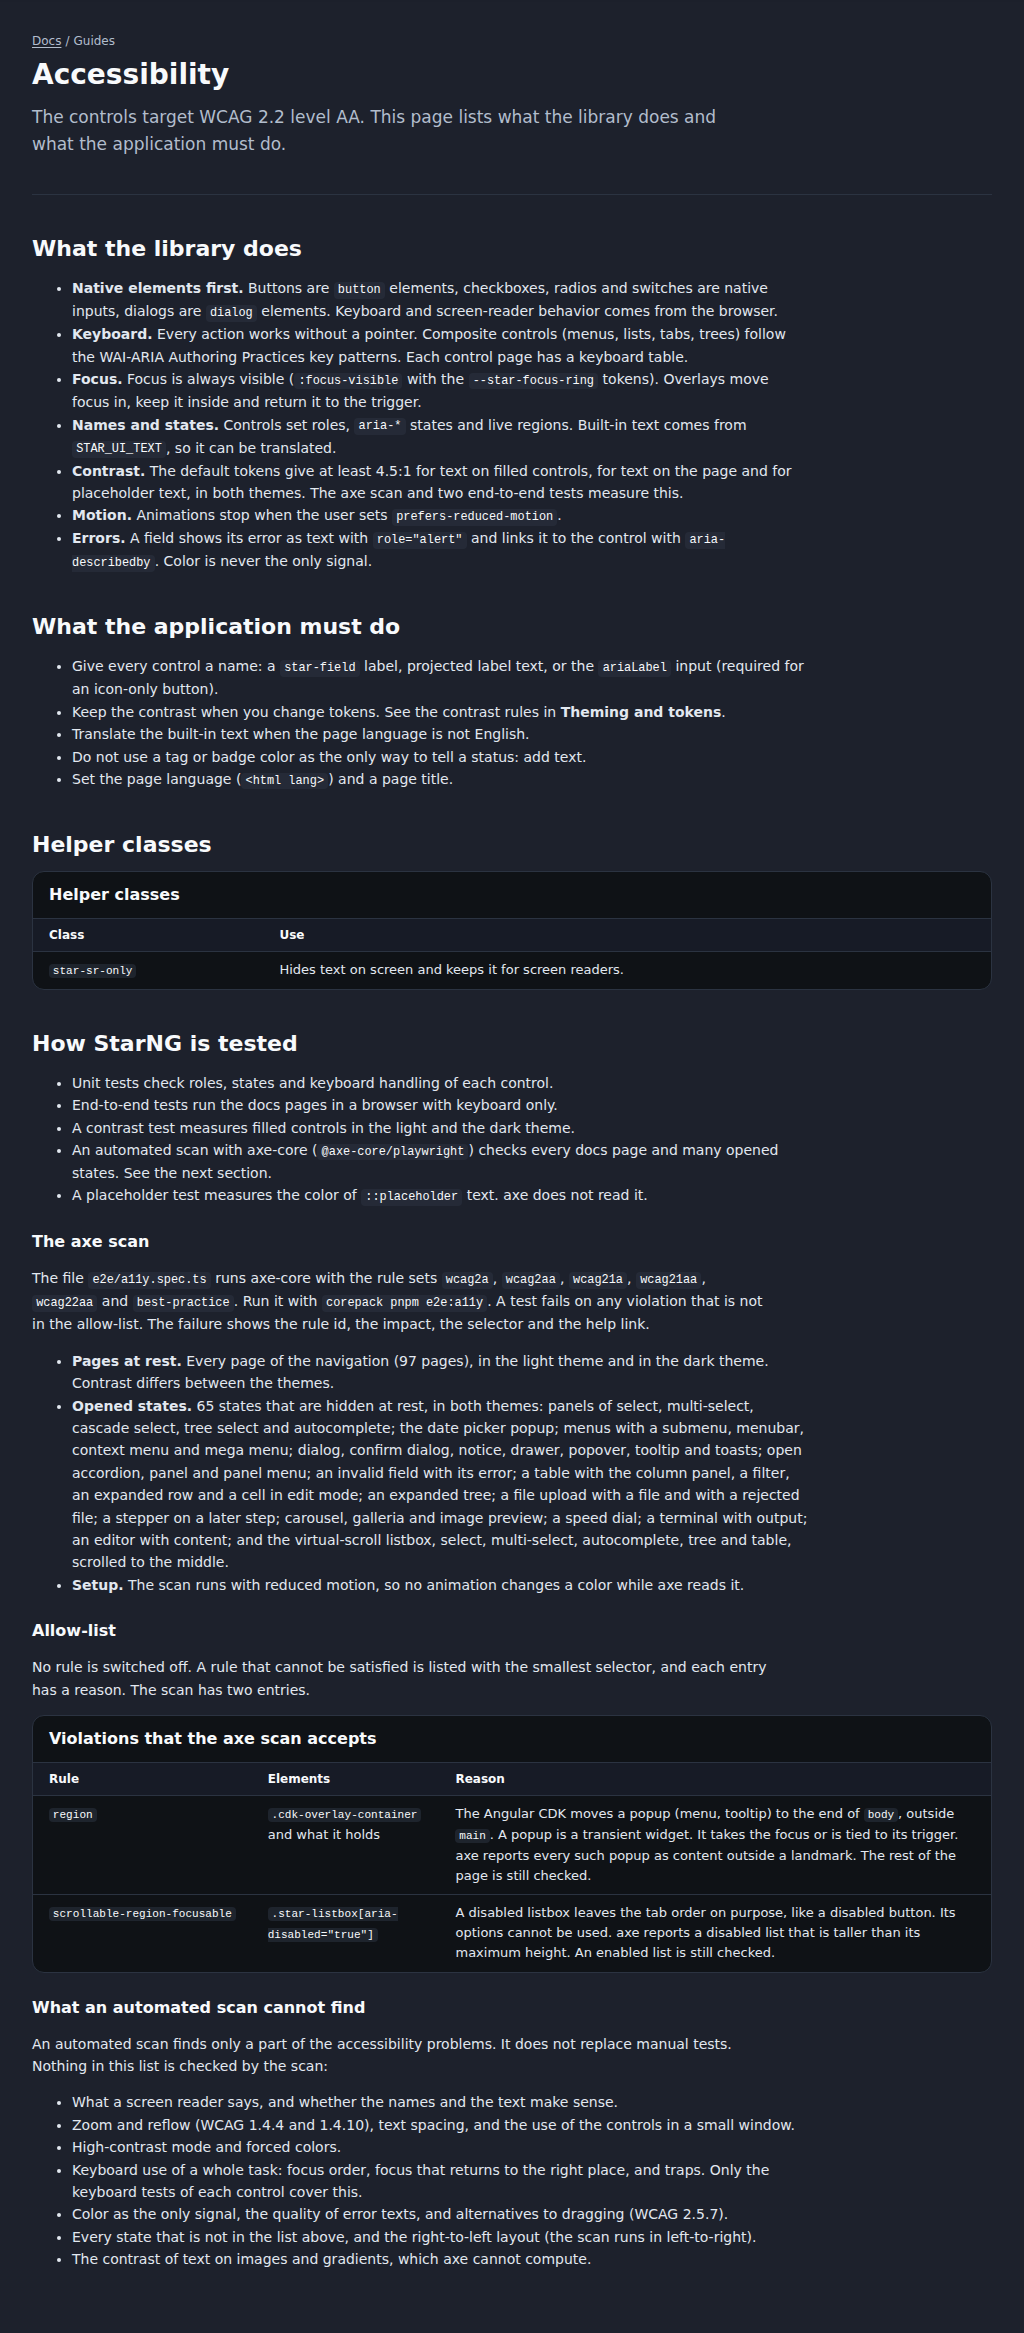 Docs / Guides
Accessibility
The controls target WCAG 2.2 level AA. This page lists what the library does and
what the application must do.
What the library does
• Native elements first. Buttons are button elements, checkboxes, radios and switches are native
inputs, dialogs are dialog elements. Keyboard and screen-reader behavior comes from the browser.
• Keyboard. Every action works without a pointer. Composite controls (menus, lists, tabs, trees) follow
the WAI-ARIA Authoring Practices key patterns. Each control page has a keyboard table.
• Focus. Focus is always visible (:focus-visible with the --star-focus-ring tokens). Overlays move
focus in, keep it inside and return it to the trigger.
• Names and states. Controls set roles, aria-* states and live regions. Built-in text comes from
STAR_UI_TEXT, so it can be translated.
• Contrast. The default tokens give at least 4.5:1 for text on filled controls, for text on the page and for
placeholder text, in both themes. The axe scan and two end-to-end tests measure this.
• Motion. Animations stop when the user sets prefers-reduced-motion.
• Errors. A field shows its error as text with role="alert" and links it to the control with aria-
describedby. Color is never the only signal.
What the application must do
• Give every control a name: a star-field label, projected label text, or the ariaLabel input (required for
an icon-only button).
• Keep the contrast when you change tokens. See the contrast rules in Theming and tokens.
• Translate the built-in text when the page language is not English.
• Do not use a tag or badge color as the only way to tell a status: add text.
• Set the page language (<html lang>) and a page title.
Helper classes
Helper classes
Class Use
star-sr-only Hides text on screen and keeps it for screen readers.
How StarNG is tested
• Unit tests check roles, states and keyboard handling of each control.
• End-to-end tests run the docs pages in a browser with keyboard only.
• A contrast test measures filled controls in the light and the dark theme.
• An automated scan with axe-core (@axe-core/playwright) checks every docs page and many opened
states. See the next section.
• A placeholder test measures the color of ::placeholder text. axe does not read it.
The axe scan
The file e2e/a11y.spec.ts runs axe-core with the rule sets wcag2a, wcag2aa, wcag21a, wcag21aa,
wcag22aa and best-practice. Run it with corepack pnpm e2e:a11y. A test fails on any violation that is not
in the allow-list. The failure shows the rule id, the impact, the selector and the help link.
• Pages at rest. Every page of the navigation (97 pages), in the light theme and in the dark theme.
Contrast differs between the themes.
• Opened states. 65 states that are hidden at rest, in both themes: panels of select, multi-select,
cascade select, tree select and autocomplete; the date picker popup; menus with a submenu, menubar,
context menu and mega menu; dialog, confirm dialog, notice, drawer, popover, tooltip and toasts; open
accordion, panel and panel menu; an invalid field with its error; a table with the column panel, a filter,
an expanded row and a cell in edit mode; an expanded tree; a file upload with a file and with a rejected
file; a stepper on a later step; carousel, galleria and image preview; a speed dial; a terminal with output;
an editor with content; and the virtual-scroll listbox, select, multi-select, autocomplete, tree and table,
scrolled to the middle.
• Setup. The scan runs with reduced motion, so no animation changes a color while axe reads it.
Allow-list
No rule is switched off. A rule that cannot be satisfied is listed with the smallest selector, and each entry
has a reason. The scan has two entries.
Violations that the axe scan accepts
Rule Elements Reason
region .cdk-overlay-container The Angular CDK moves a popup (menu, tooltip) to the end of body, outside
and what it holds main. A popup is a transient widget. It takes the focus or is tied to its trigger.
axe reports every such popup as content outside a landmark. The rest of the
page is still checked.
scrollable-region-focusable .star-listbox[aria- A disabled listbox leaves the tab order on purpose, like a disabled button. Its
disabled="true"] options cannot be used. axe reports a disabled list that is taller than its
maximum height. An enabled list is still checked.
What an automated scan cannot find
An automated scan finds only a part of the accessibility problems. It does not replace manual tests.
Nothing in this list is checked by the scan:
• What a screen reader says, and whether the names and the text make sense.
• Zoom and reflow (WCAG 1.4.4 and 1.4.10), text spacing, and the use of the controls in a small window.
• High-contrast mode and forced colors.
• Keyboard use of a whole task: focus order, focus that returns to the right place, and traps. Only the
keyboard tests of each control cover this.
• Color as the only signal, the quality of error texts, and alternatives to dragging (WCAG 2.5.7).
• Every state that is not in the list above, and the right-to-left layout (the scan runs in left-to-right).
• The contrast of text on images and gradients, which axe cannot compute.